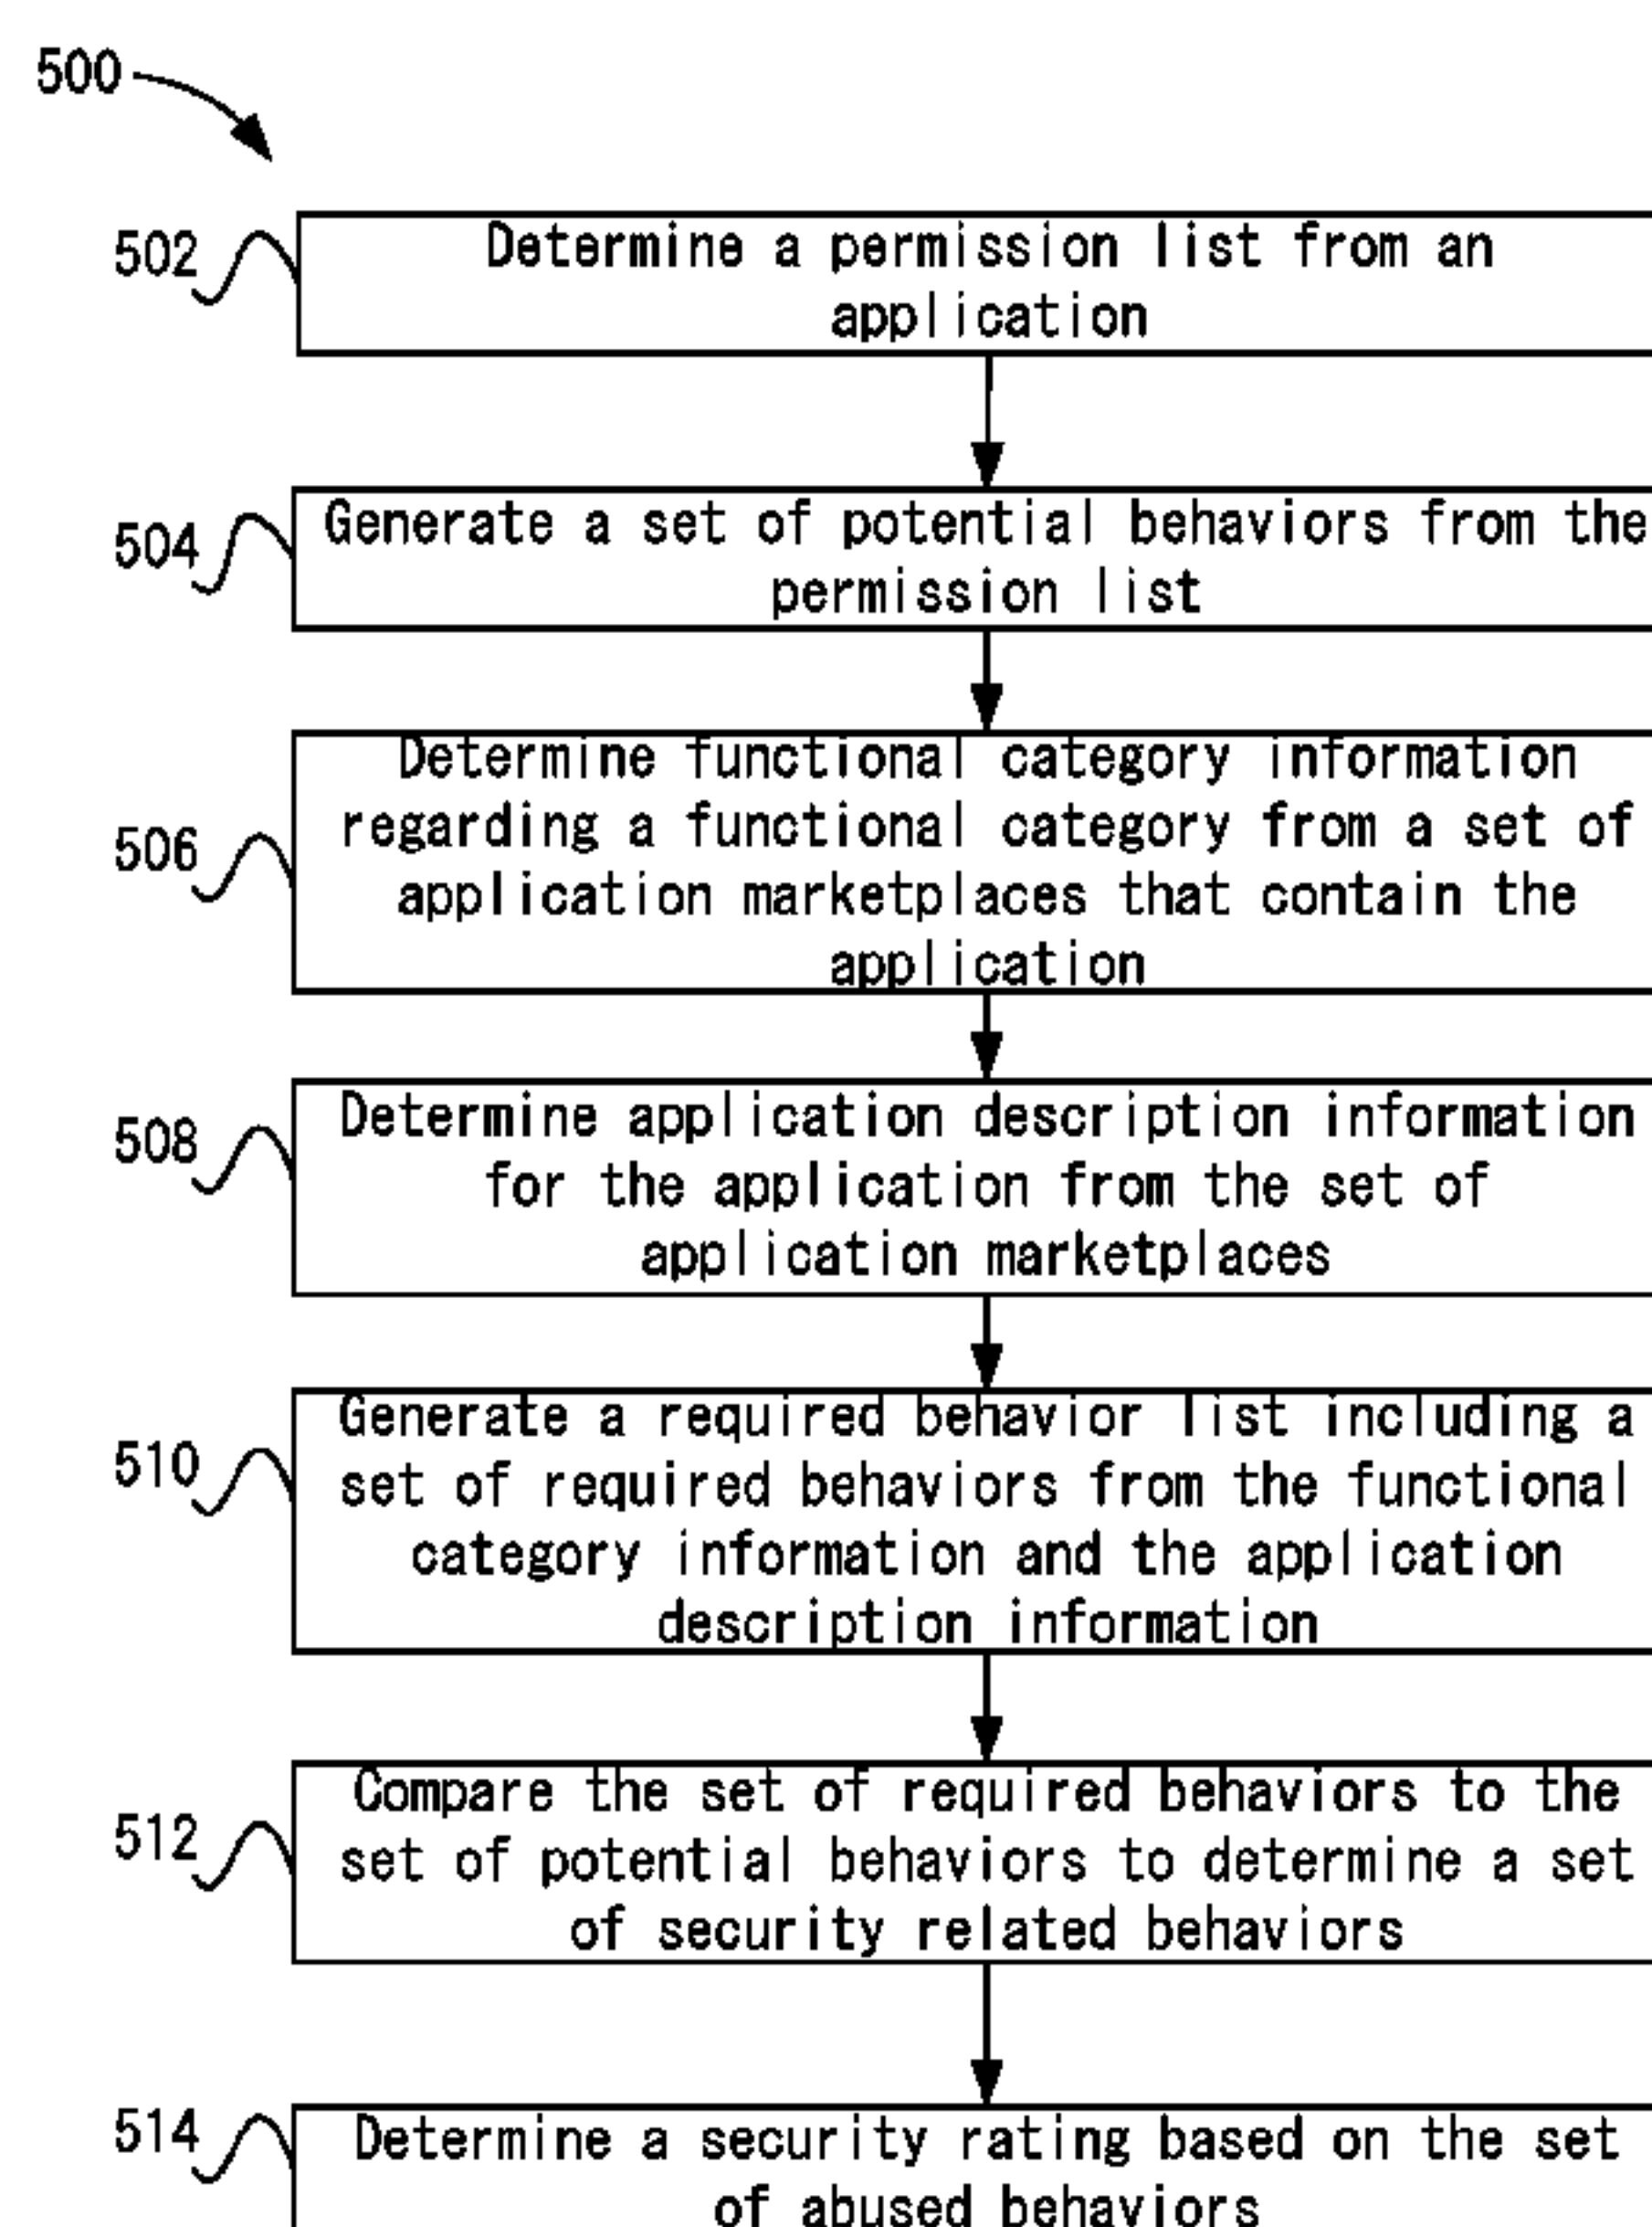 500
502
Determine a permission list from an
application
504
Generate a set of potential behaviors from the
permission list
506
Determine functional category information
regarding a functional category from a set of
application marketplaces that contain the
application
508
Determine application description information
for the application from the set of
application marketplaces
510
Generate a required behavior list including a
set of required behaviors from the functional
category information and the application
description information
512
Compare the set of required behaviors to the
set of potential behaviors to determine a set
of security related behaviors
514
Determine a security rating based on the set
of abused behaviors